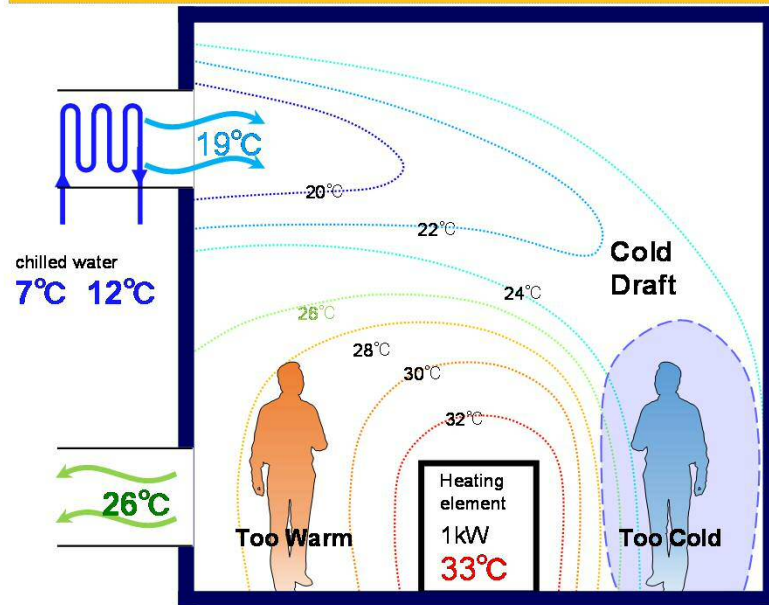 19°C
20℃
22℃
Cold
Draft
chilled water
7°C 12°C
24℃
26℃
28℃
30℃
32℃
Heating
element
1kW
33°C
26°C
Too Warm
Too Cold